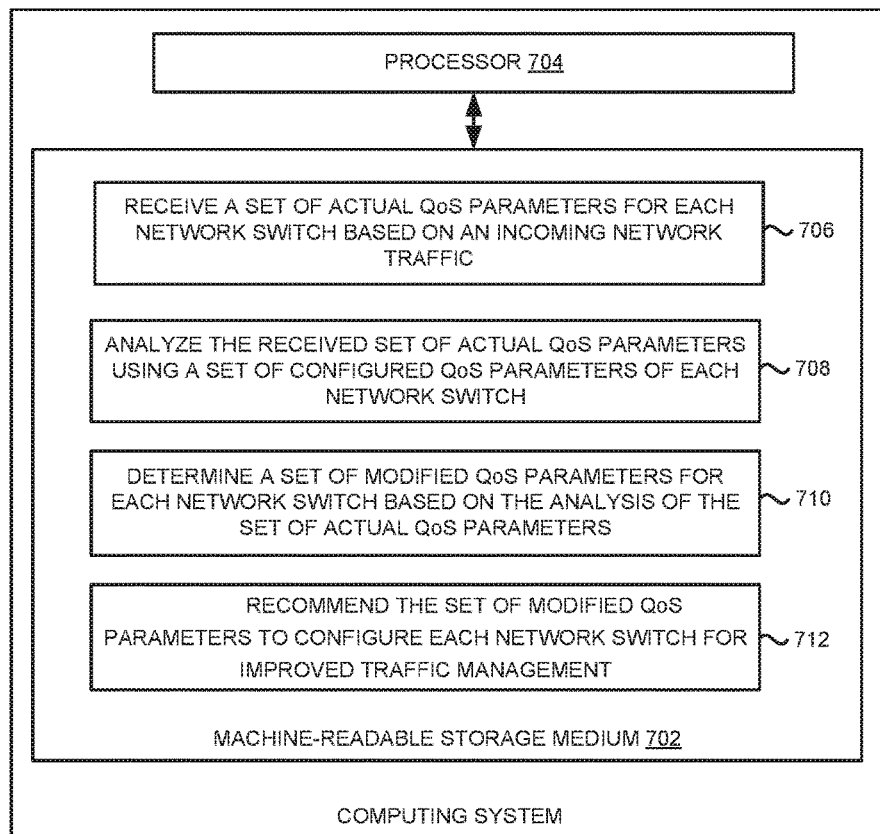 PROCESSOR 704
RECEIVE A SET OF ACTUAL QoS PARAMETERS FOR EACH
NETWORK SWITCH BASED ON AN INCOMING NETWORK
TRAFFIC
706
ANALYZE THE RECEIVED SET OF ACTUAL QoS PARAMETERS
USING A SET OF CONFIGURED QoS PARAMETERS OF EACH
NETWORK SWITCH
708
DETERMINE A SET OF MODIFIED QoS PARAMETERS FOR
EACH NETWORK SWITCH BASED ON THE ANALYSIS OF THE
SET OF ACTUAL QoS PARAMETERS
710
RECOMMEND THE SET OF MODIFIED QoS
PARAMETERS TO CONFIGURE EACH NETWORK SWITCH FOR
IMPROVED TRAFFIC MANAGEMENT
712
MACHINE-READABLE STORAGE MEDIUM 702
COMPUTING SYSTEM